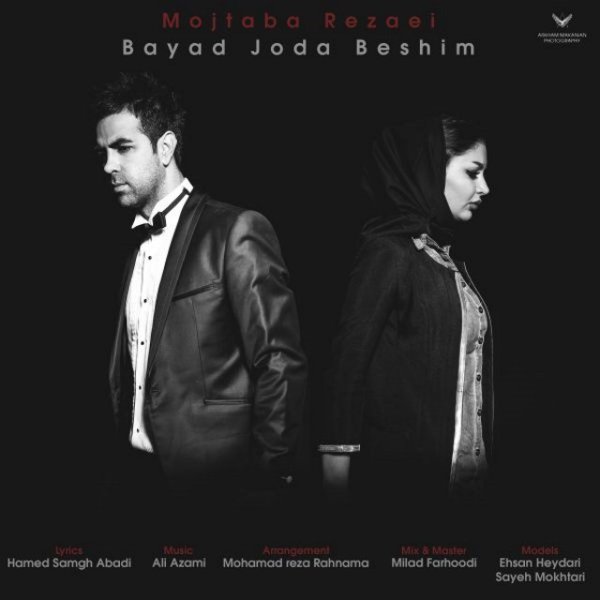 Mojtaba Rezaei
Bayad Joda Beshim
PHOTOGRAPHY
Lyrics
Hamed Samgh Abadi
Music
Ali Azami
Arrangement
Mohamad reza Rahnama
Mix & Master
Milad Farhoodi
Models
Ehsan Heydari
Sayeh Mokhtari